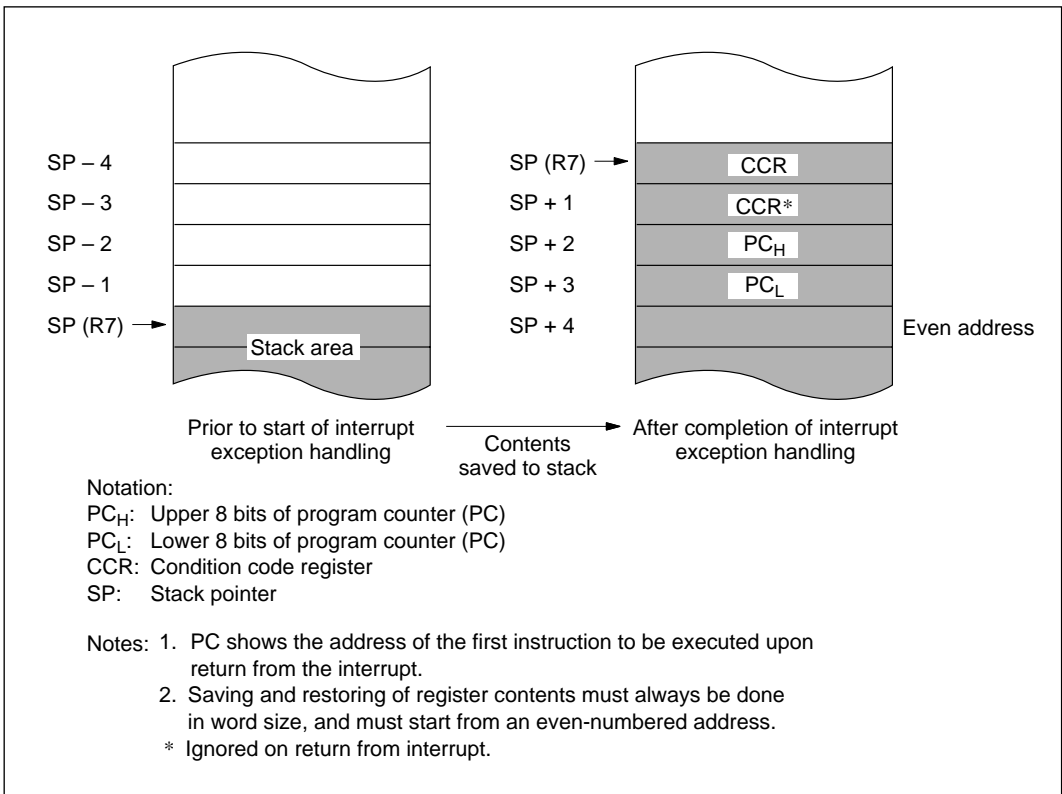 SP – 4
SP – 3
SP – 2
SP – 1
SP (R7)
Stack area
SP (R7)
SP + 1
SP + 2
SP + 3
SP + 4
CCR
CCR*
PCH
PCL
Even address
Prior to start of interrupt
exception handling
Contents
saved to stack
After completion of interrupt
exception handling
Notation:
PCH: Upper 8 bits of program counter (PC)
PCL: Lower 8 bits of program counter (PC)
CCR: Condition code register
SP: Stack pointer
Notes: 1. PC shows the address of the first instruction to be executed upon
return from the interrupt.
2. Saving and restoring of register contents must always be done
in word size, and must start from an even-numbered address.
* Ignored on return from interrupt.